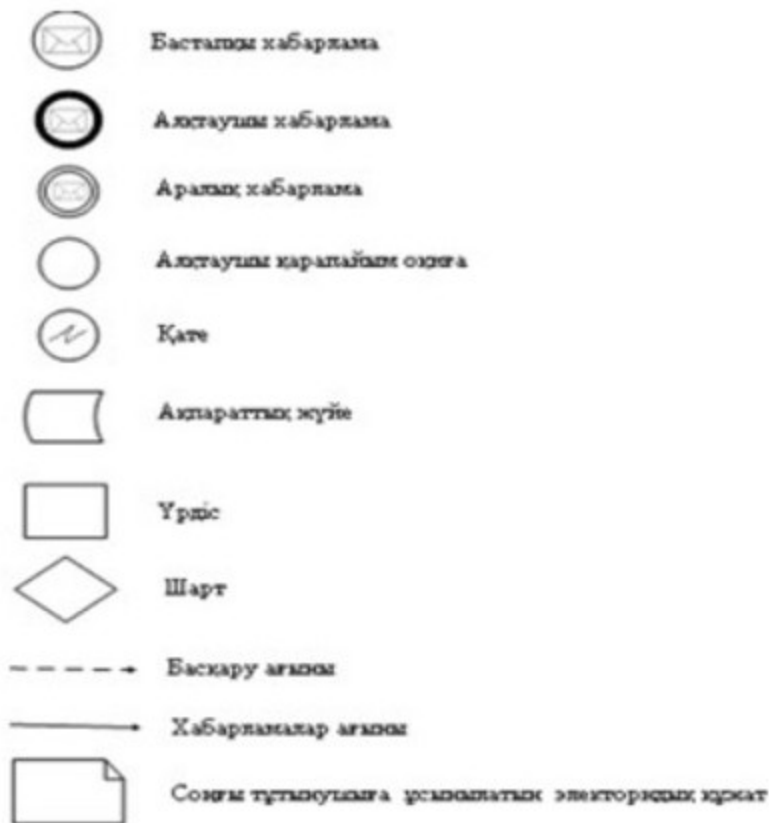 Бастапқы хабарлама
Аяқтаушы хабарлама
Аралық хабарлама
Аяқтаушы қарапайым оқиға
Қате
Ақпараттық жүйе
Үрдіс
Шарт
Басқару ағыны
Хабарламалар ағыны
Соңғы тұтынушыға ұсынылатын электорндық құжат